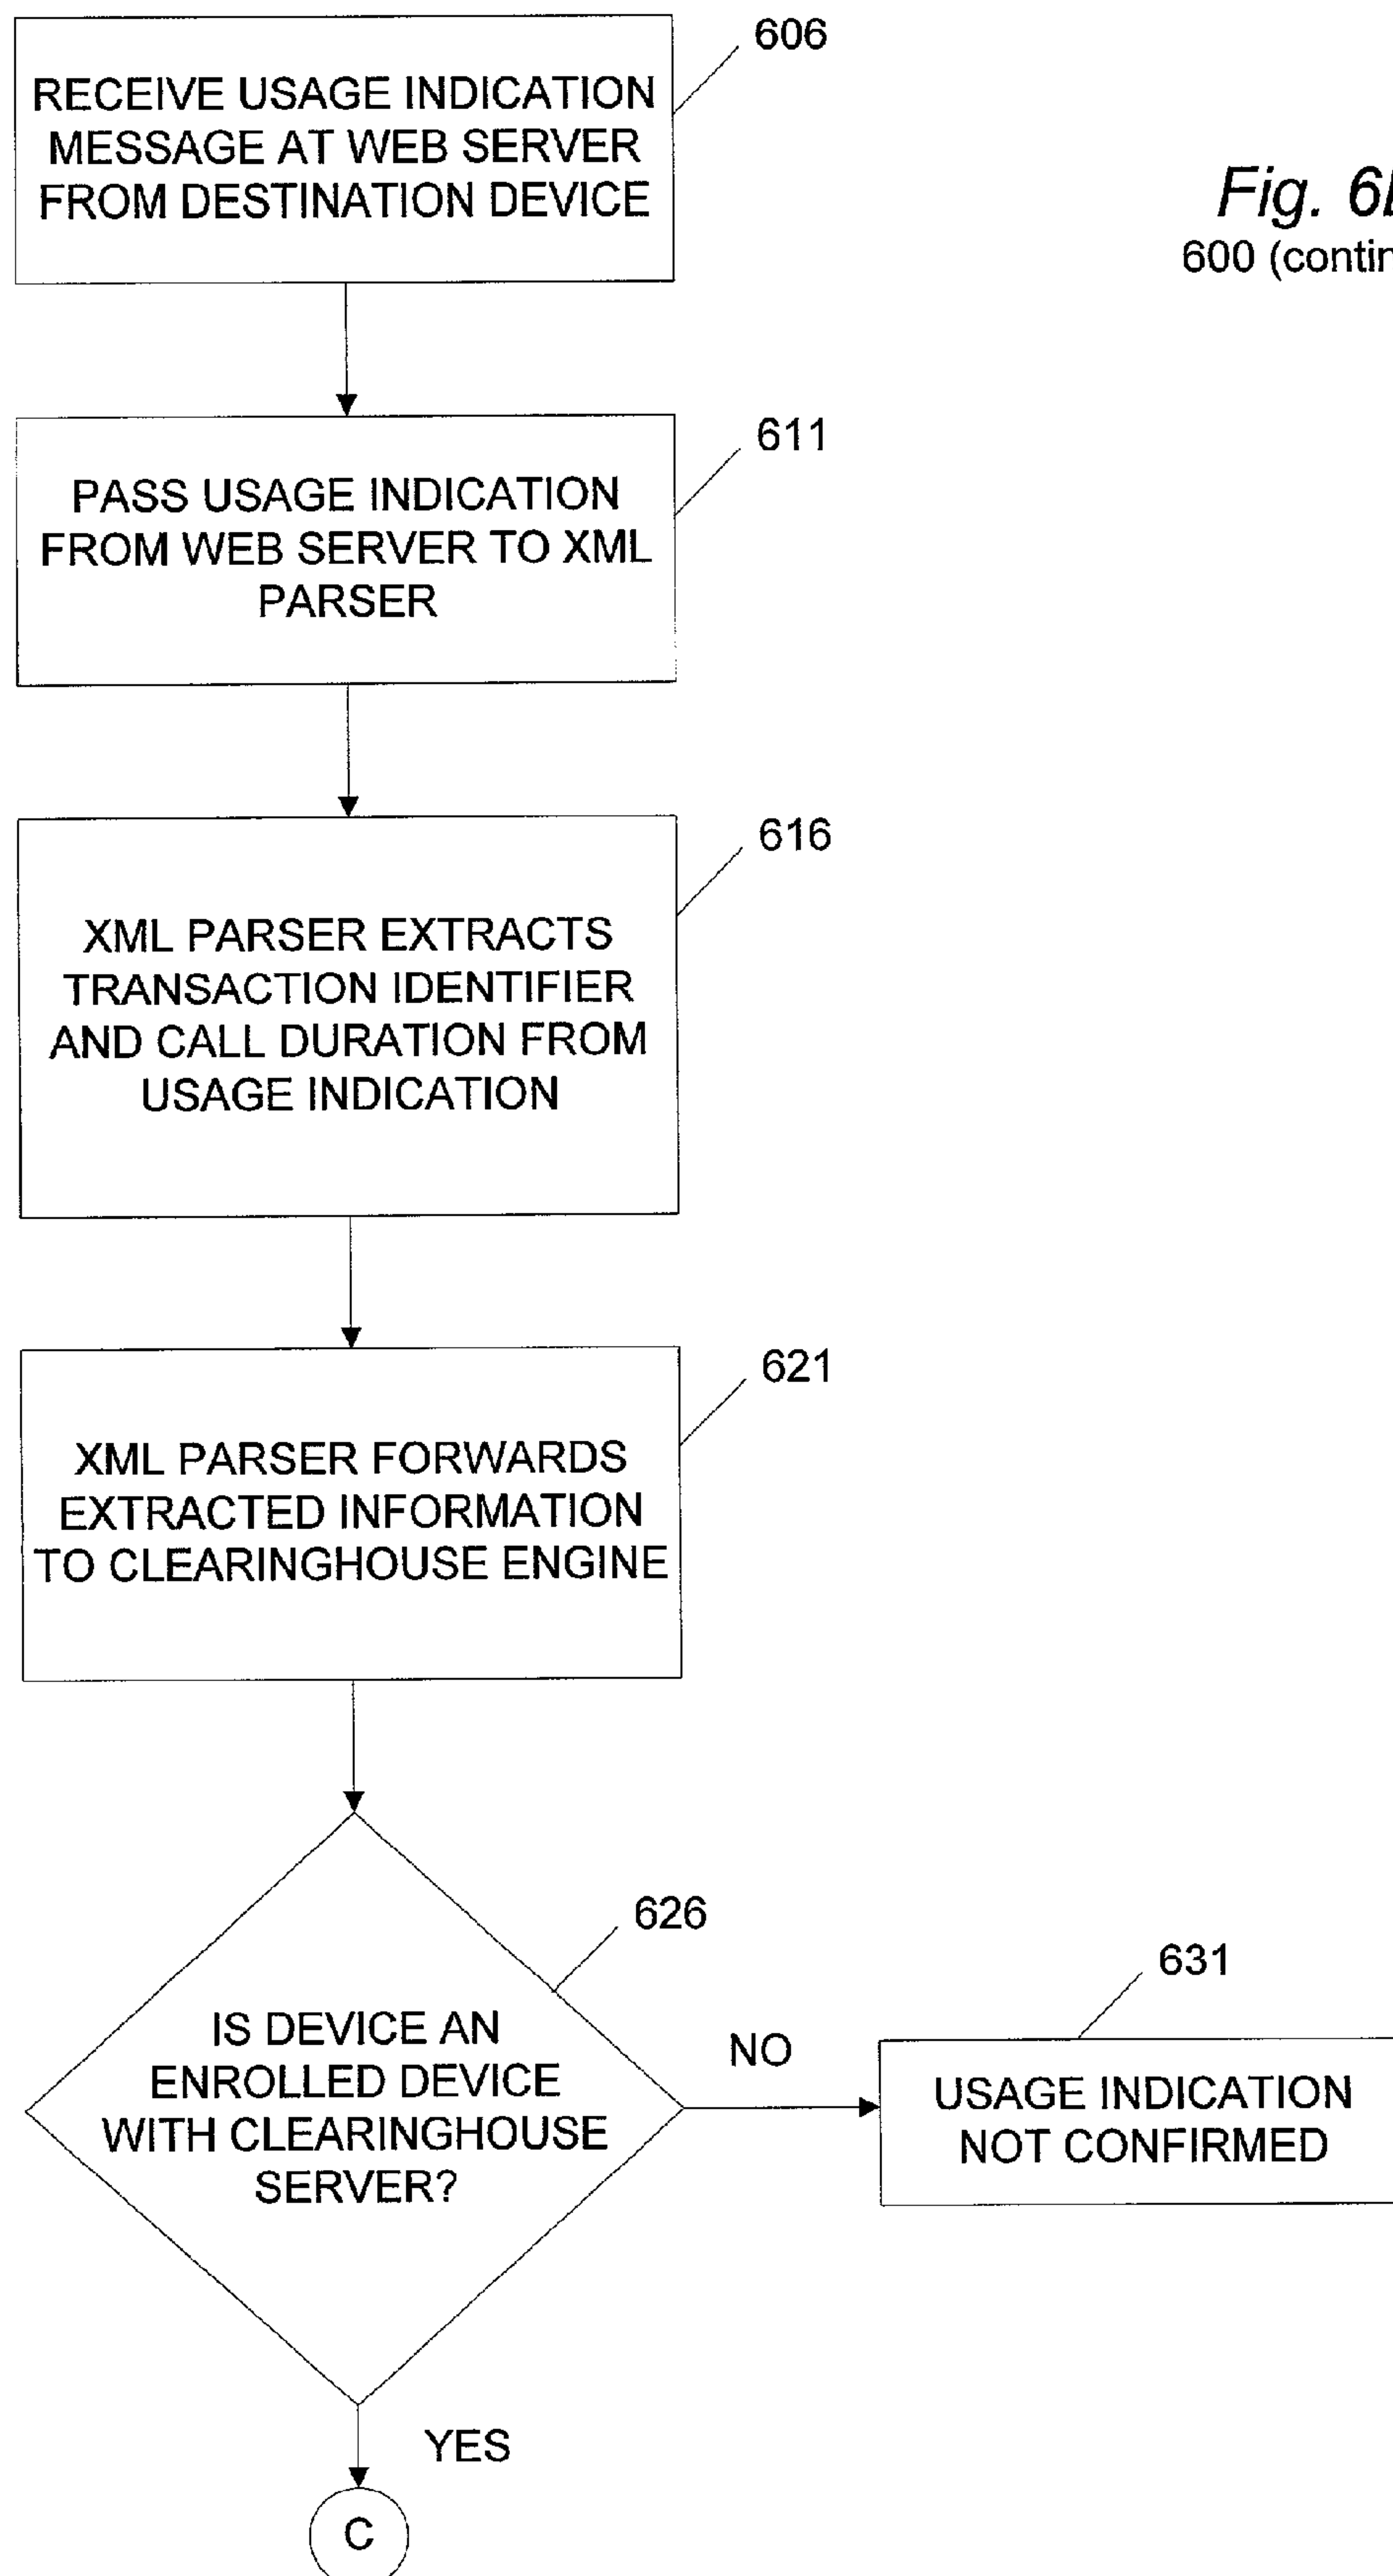 606
RECEIVE USAGE INDICATION
MESSAGE AT WEB SERVER
FROM DESTINATION DEVICE
Fig.
600
611
PASS USAGE INDICATION
FROM WEB SERVER TO XML
PARSER
616
XML PARSER EXTRACTS
TRANSACTION IDENTIFIER
AND CALL DURATION FROM
USAGE INDICATION
621
XML PARSER FORWARDS
EXTRACTED INFORMATION
TO CLEARINGHOUSE ENGINE
626
IS DEVICE AN
ENROLLED DEVICE
WITH CLEARINGHOUSE
SERVER?
NO
631
USAGE INDICATION
NOT CONFIRMED
YES
C